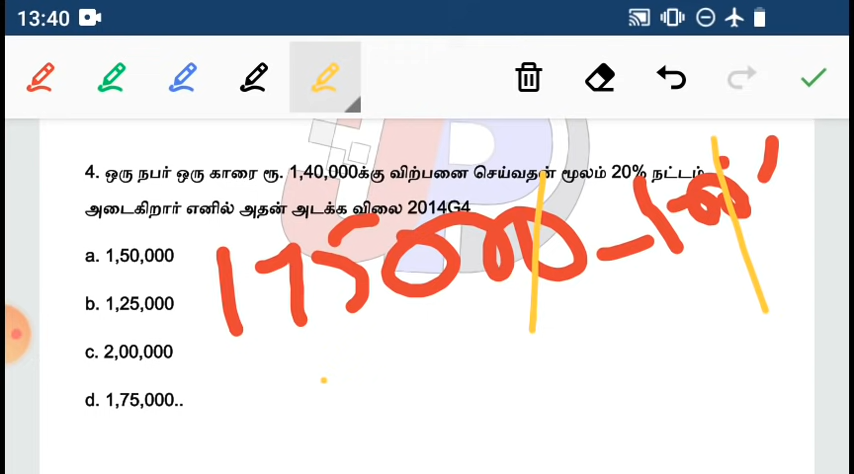 13:40
4. ஒரு நபர் ஒரு காரை ரூ. 1,40,000க்கு விற்பனை செய்வதன் மூலம் 20% நட்டம்
அடைகிறார் எனில் அதன் அடக்க விலை 2014G4
175000
a. 1,50,000
b. 1,25,000
c. 2,00,000
d. 1,75,000..